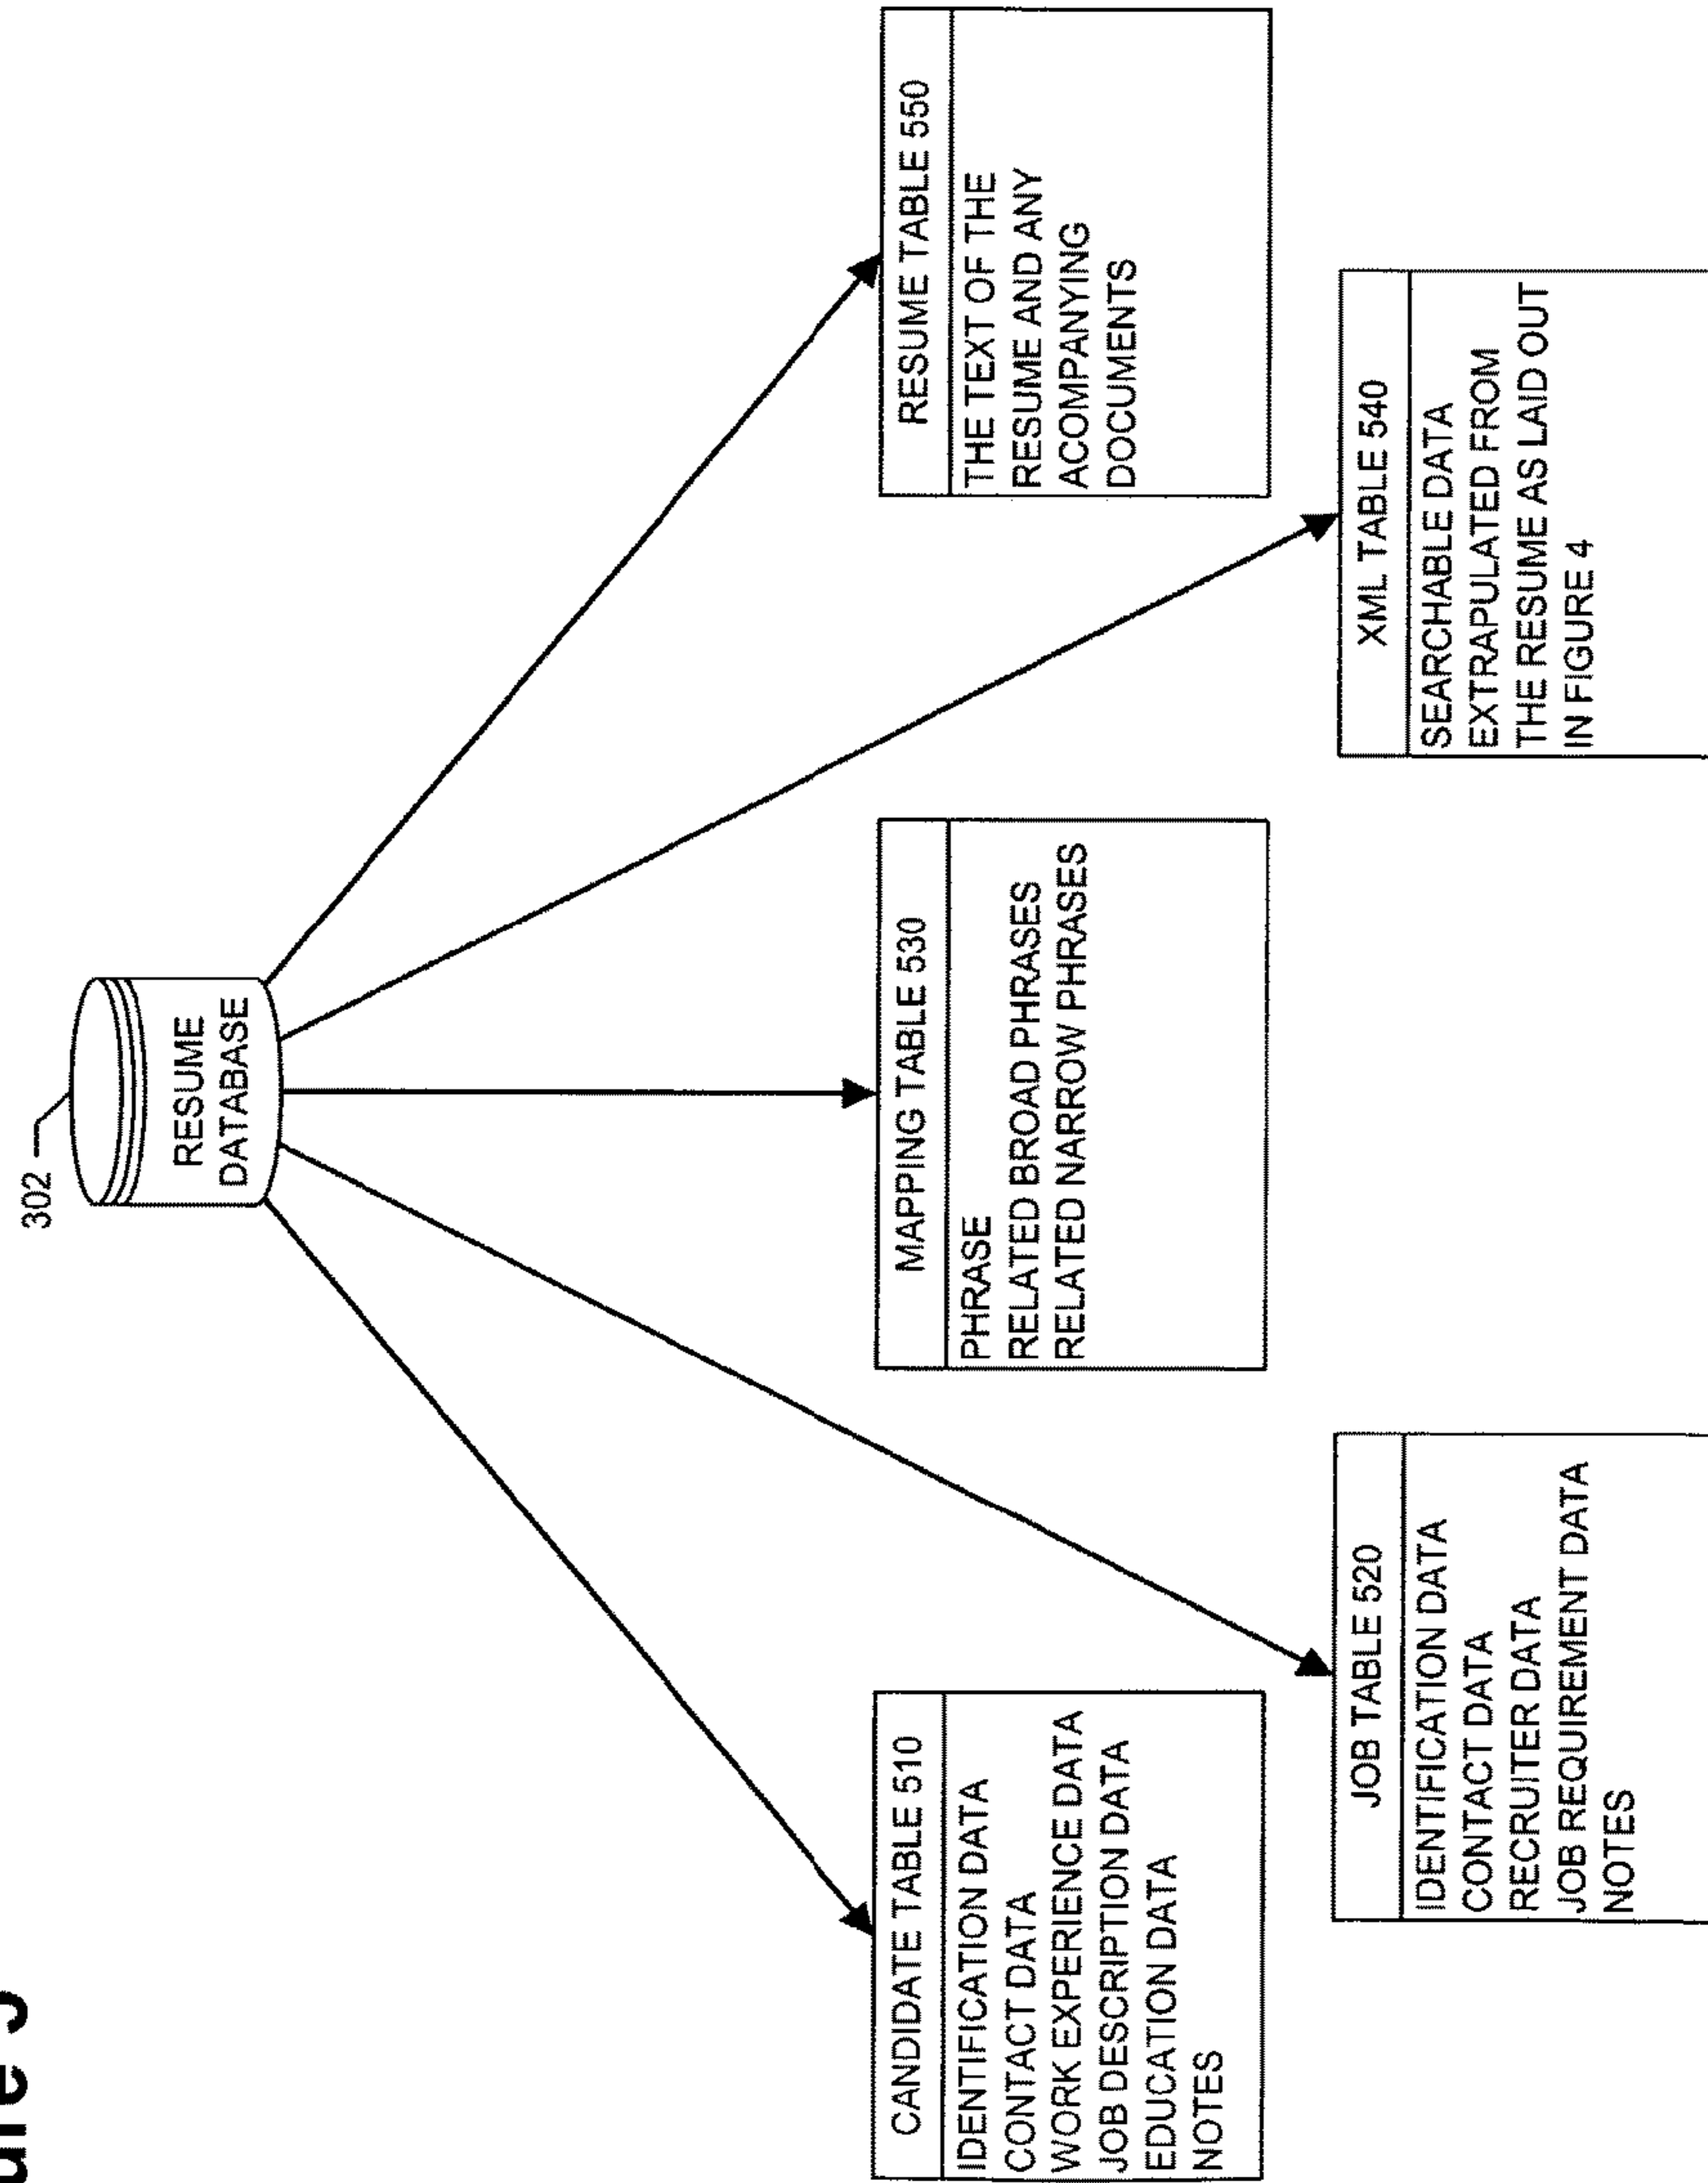 302
RESUME
DATABASE
CANDIDATE TABLE 510
IDENTIFICATION DATA
CONTACT DATA
WORK EXPERIENCE DATA
JOB DESCRIPTION DATA
EDUCATION DATA
NOTES
MAPPING TABLE 530
PHRASE
RELATED BROAD PHRASES
RELATED NARROW PHRASES
RESUME TABLE 550
THE TEXT OF THE
RESUME AND ANY
ACOMPANYING
DOCUMENTS
JOB TABLE 520
IDENTIFICATION DATA
CONTACT DATA
RECRUITER DATA
JOB REQUIREMENT DATA
NOTES
XML TABLE 540
SEARCHABLE DATA
EXTRAPULATED FROM
THE RESUME AS LAID OUT
IN FIGURE 4